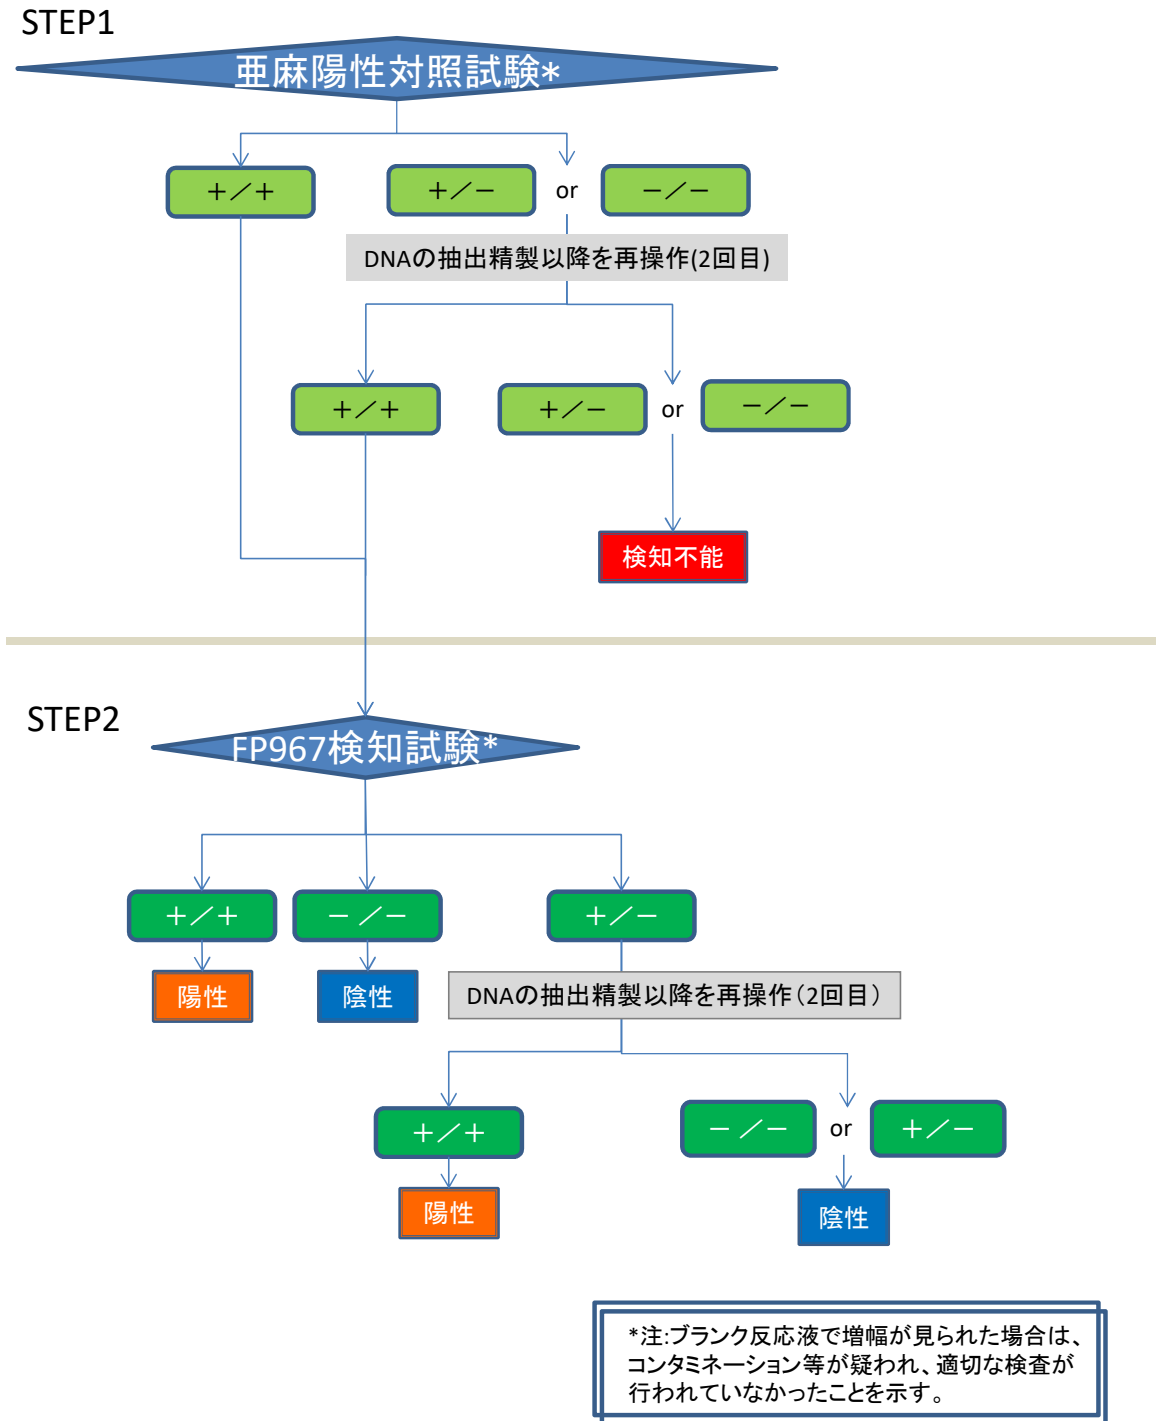 STEP1
亜麻陽性対照試験*
＋／＋
＋／－ or －／－
DNAの抽出精製以降を再操作(2回目)
＋／＋
＋／－ or －／－
検知不能
STEP2
FP967検知試験*
＋／＋
－／－
＋／－
陽性
陰性
DNAの抽出精製以降を再操作（2回目）
＋／＋
－／－ or ＋／－
陽性
陰性
*注:ブランク反応液で増幅が見られた場合は、
コンタミネーション等が疑われ、適切な検査が
行われていなかったことを示す。